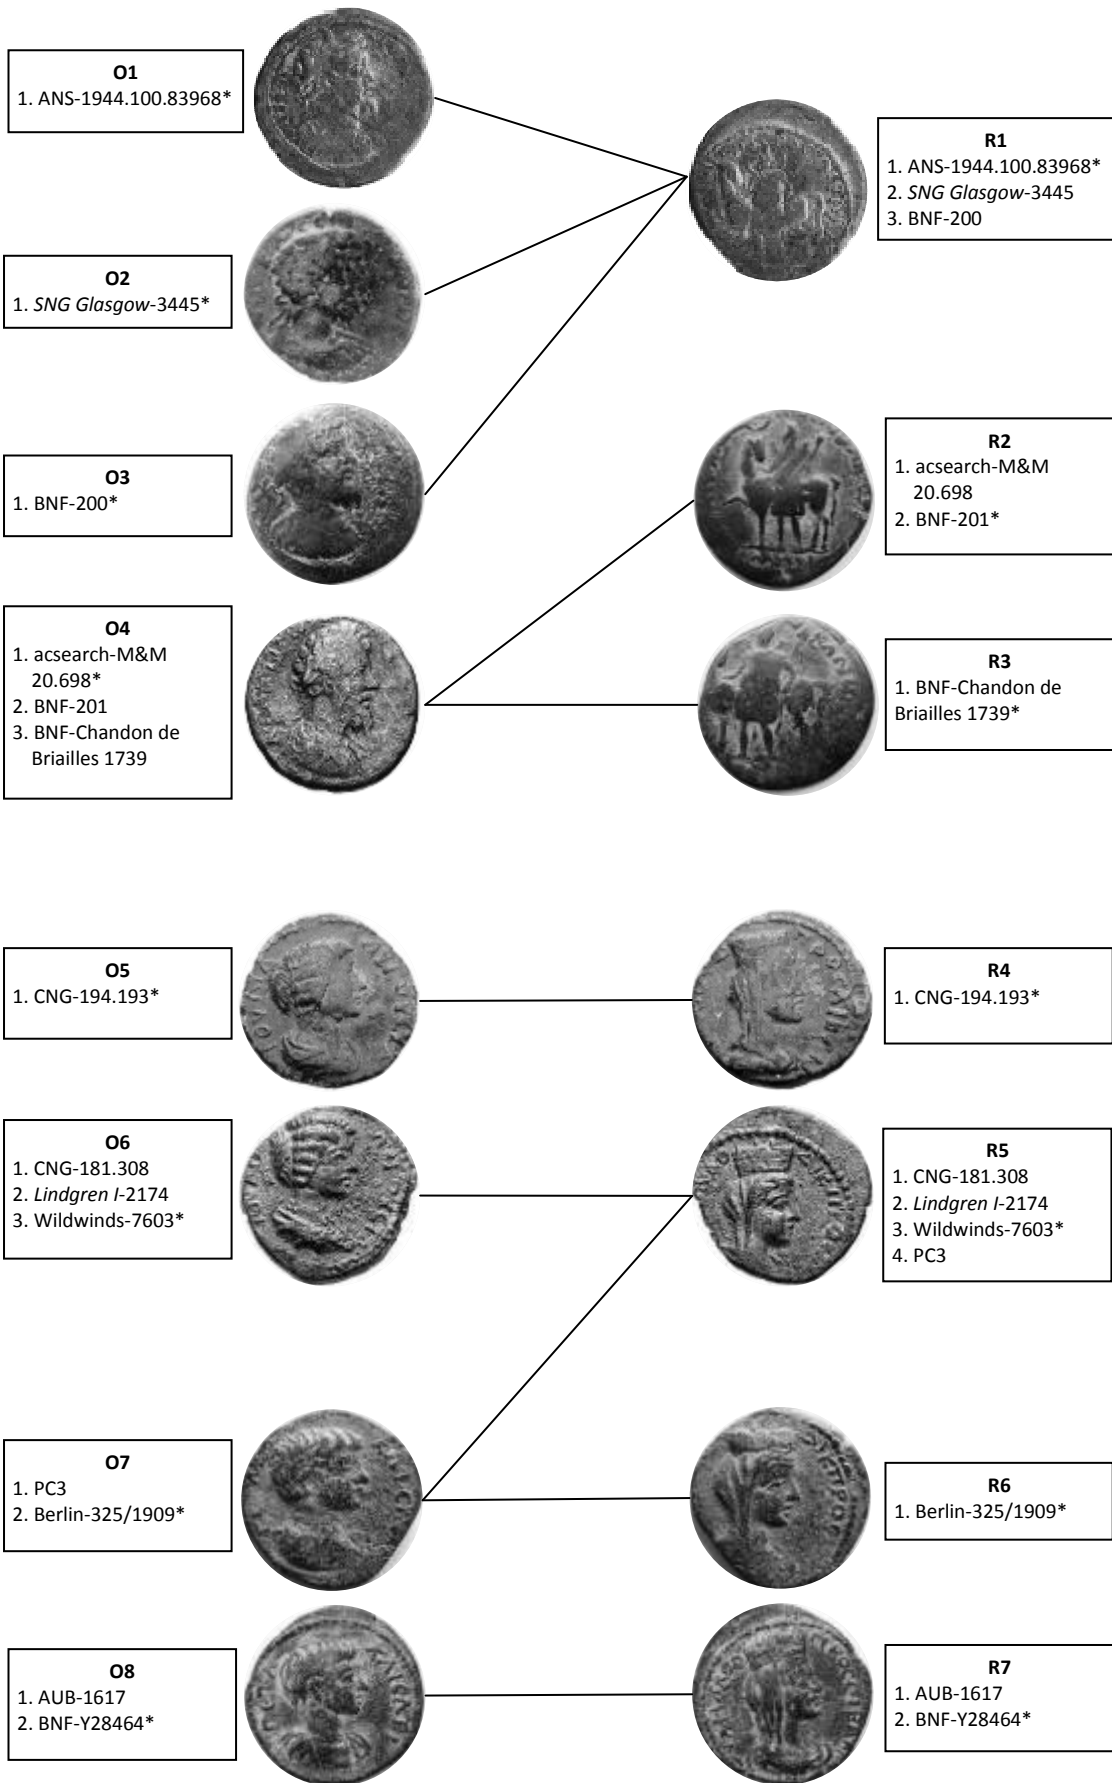 O1
1. ANS-1944.100.83968*
R1
1. ANS-1944.100.83968*
2. SNG Glasgow-3445
3. BNF-200
O2
1. SNG Glasgow-3445*
O3
1. BNF-200*
R2
1. acsearch-M&M
20.698
2. BNF-201*
O4
1. acsearch-M&M
20.698*
2. BNF-201
3. BNF-Chandon de
Briailles 1739
R3
1. BNF-Chandon de
Briailles 1739*
O5
1. CNG-194.193*
R4
1. CNG-194.193*
O6
1. CNG-181.308
2. Lindgren I-2174
3. Wildwinds-7603*
R5
1. CNG-181.308
2. Lindgren I-2174
3. Wildwinds-7603*
4. PC3
O7
1. PC3
2. Berlin-325/1909*
R6
1. Berlin-325/1909*
O8
1. AUB-1617
2. BNF-Y28464*
R7
1. AUB-1617
2. BNF-Y28464*